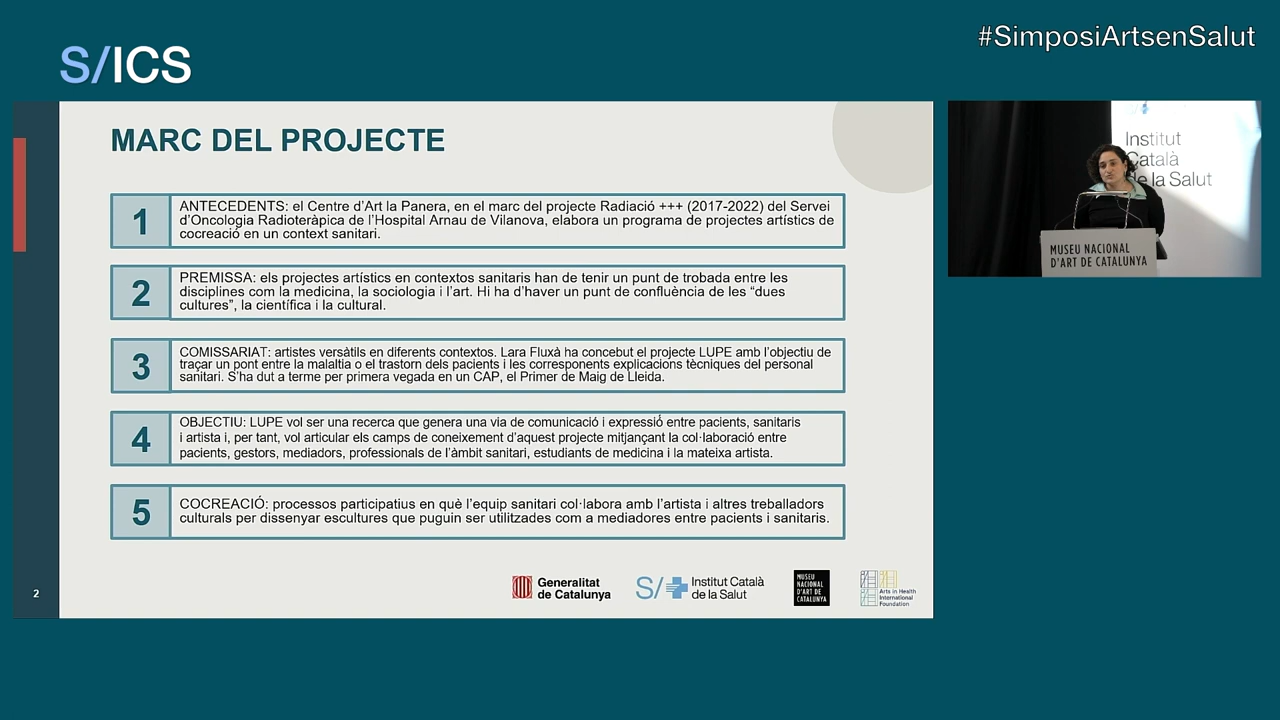 #SimposiArtsenSalut
S/ICS
MARC DEL PROJECTE
1
ANTECEDENTS: el Centre d’Art la Panera, en el marc del projecte Radiació +++ (2017-2022) del Servei
d’Oncologia Radioteràpica de l’Hospital Arnau de Vilanova, elabora un programa de projectes artístics de
cocreació en un context sanitari.
2
PREMISSA: els projectes artístics en contextos sanitaris han de tenir un punt de trobada entre les
disciplines com la medicina, la sociologia i l’art. Hi ha d’haver un punt de confluència de les “dues
cultures”, la científica i la cultural.
3
COMISSARIAT: artistes versàtils en diferents contextos. Lara Fluxà ha concebut el projecte LUPE amb l’objectiu de
traçar un pont entre la malaltia o el trastorn dels pacients i les corresponents explicacions tècniques del personal
sanitari. S’ha dut a terme per primera vegada en un CAP, el Primer de Maig de Lleida.
4
OBJECTIU: LUPE vol ser una recerca que genera una via de comunicació i expressió entre pacients, sanitaris
i artista i, per tant, vol articular els camps de coneixement d’aquest projecte mitjançant la col·laboració entre
pacients, gestors, mediadors, professionals de l’àmbit sanitari, estudiants de medicina i la mateixa artista.
5
COCREACIÓ: processos participatius en què l’equip sanitari col·labora amb l’artista i altres treballadors
culturals per dissenyar escultures que puguin ser utilitzades com a mediadores entre pacients i sanitaris.
2
Generalitat
de Catalunya
S/
Institut Català
de la Salut
MUSEU
NACIONAL
D'ART DE
CATALUNYA
Arts in Health
International
Foundation
Institut
Català
de la Salut
MUSEU NACIONAL
D'ART DE CATALUNYA